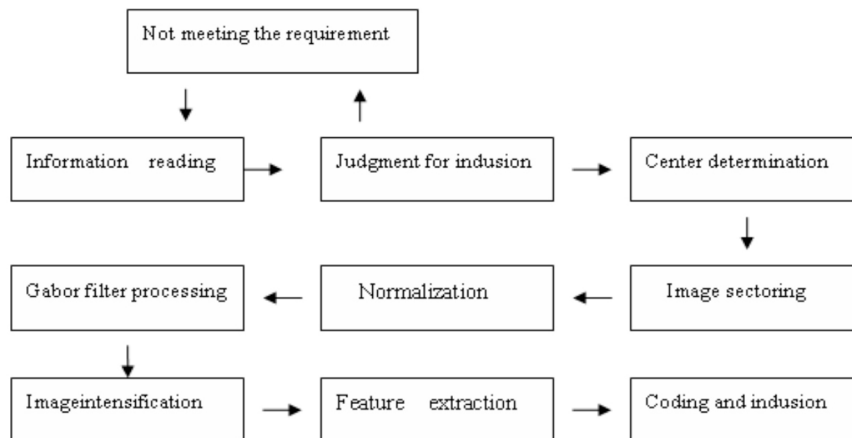 Not meeting the requirement
Information reading
Judgment for indusion
Center determination
Gabor filter processing
Normalization
Image sectoring
Imageintensification
Feature extraction
Coding and indusion